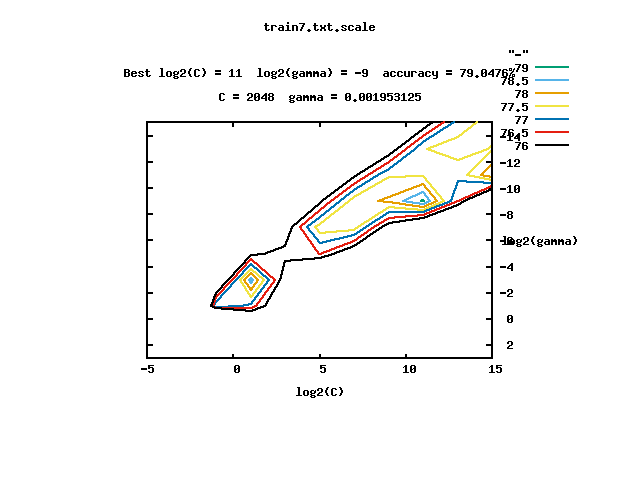 train7.txt.scale
"-"
Best log2(C) = 11 log2(gamma) = -9 accuracy = 79.0476%
79
78.5
C = 2048 gamma = 0.001953125
78
77.5
77
76.5
76
-14
-12
-10
-8
-6
log2(gamma)
-4
-2
0
2
-5 0 5 10 15
log2(C)